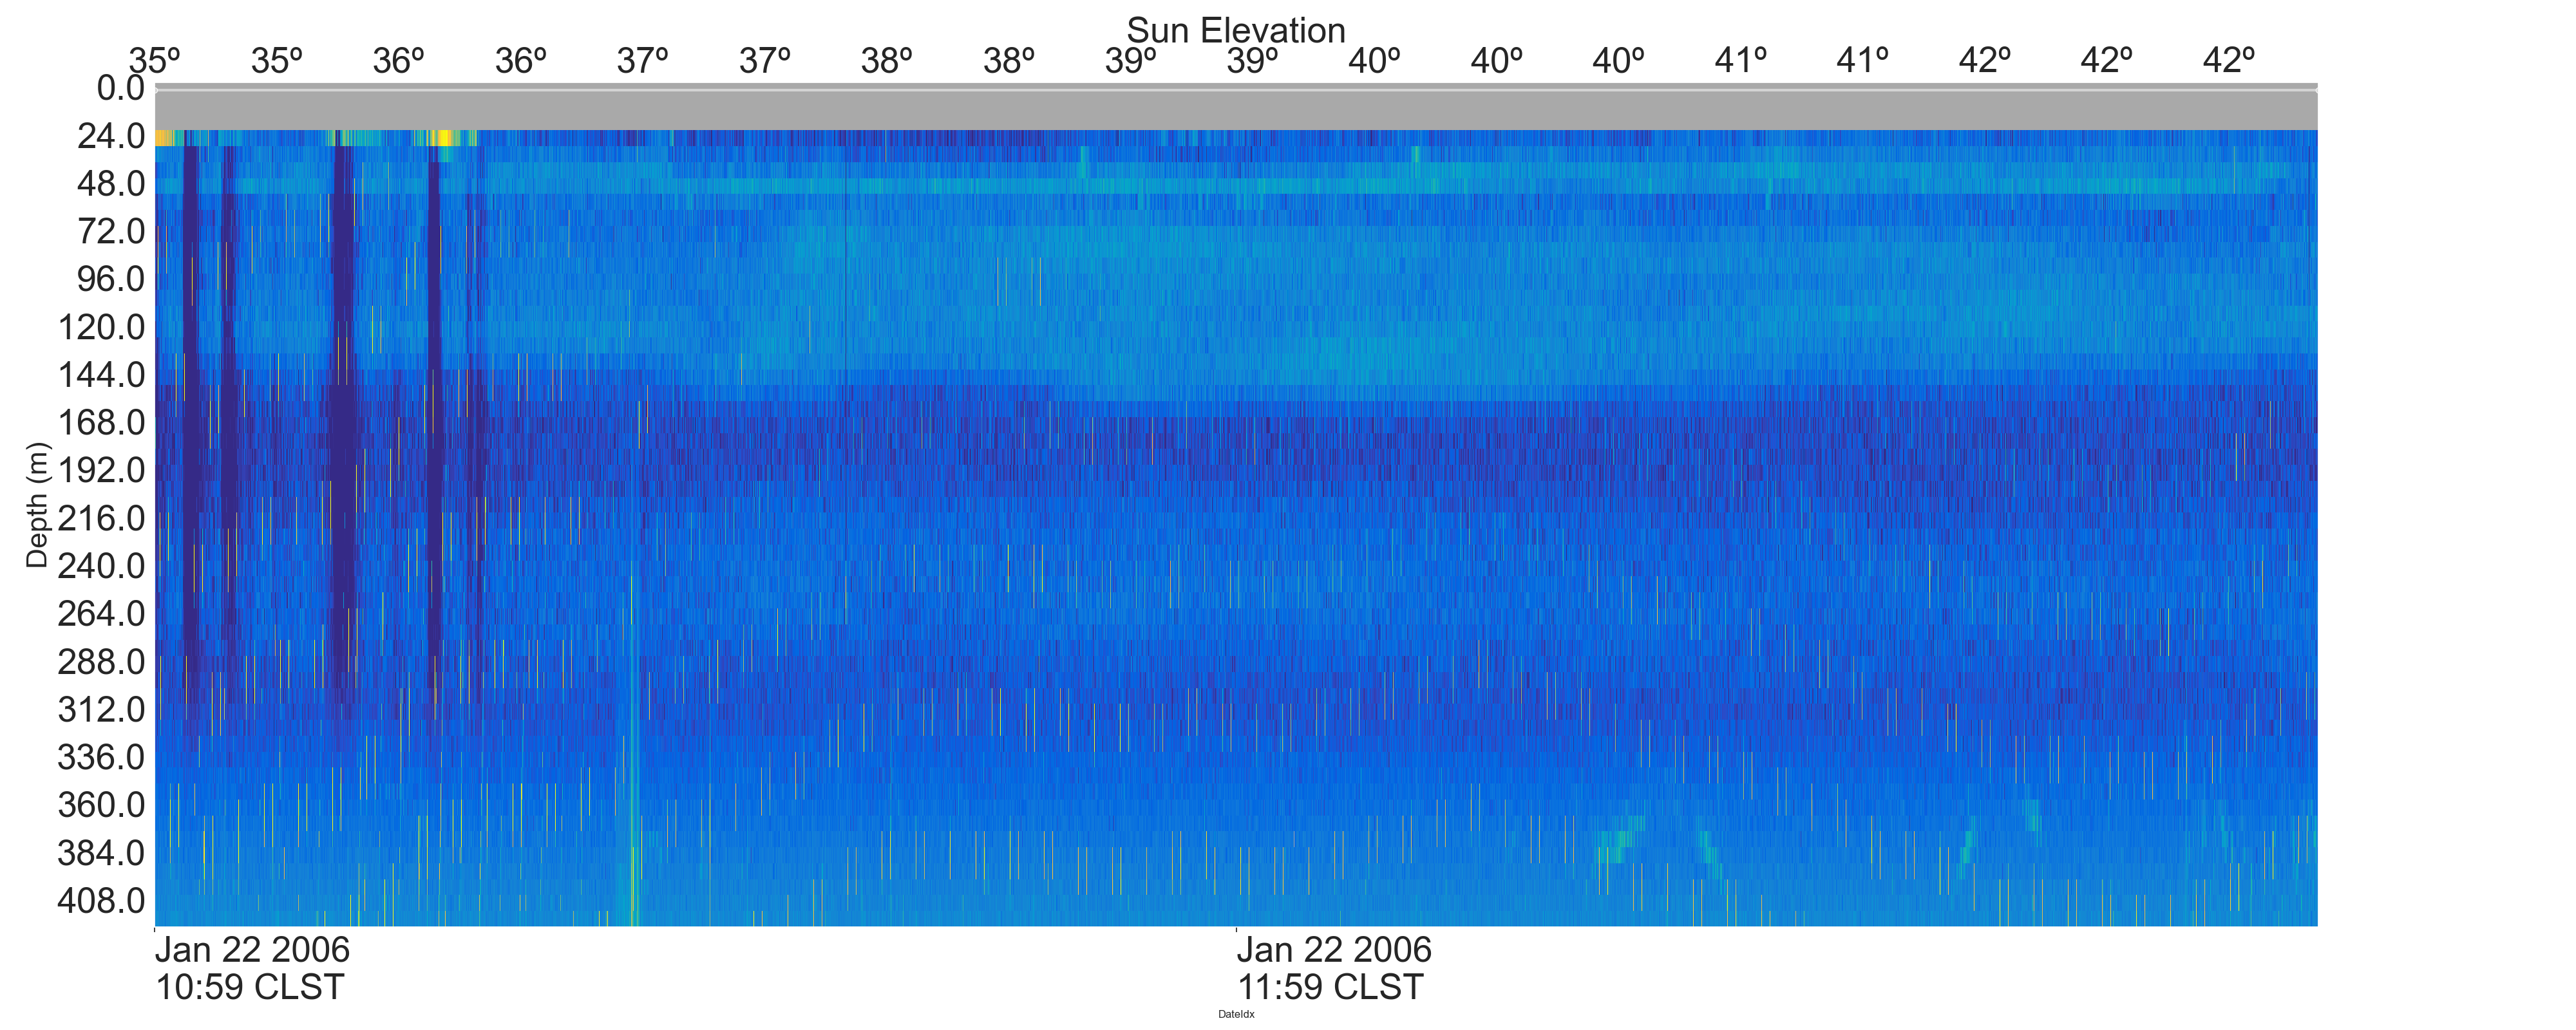 Sun Elevation
35º 35º 36º 36º 37º 37º 38º 38º 39º 39º 40º 40º 40º 41º 41º 42º 42º 42º
0.0
24.0
48.0
72.0
96.0
120.0
144.0
168.0
192.0
216.0
240.0
264.0
288.0
312.0
336.0
360.0
384.0
408.0
Depth (m)
Jan 22 2006
10:59 CLST
Jan 22 2006
11:59 CLST
DateIdx